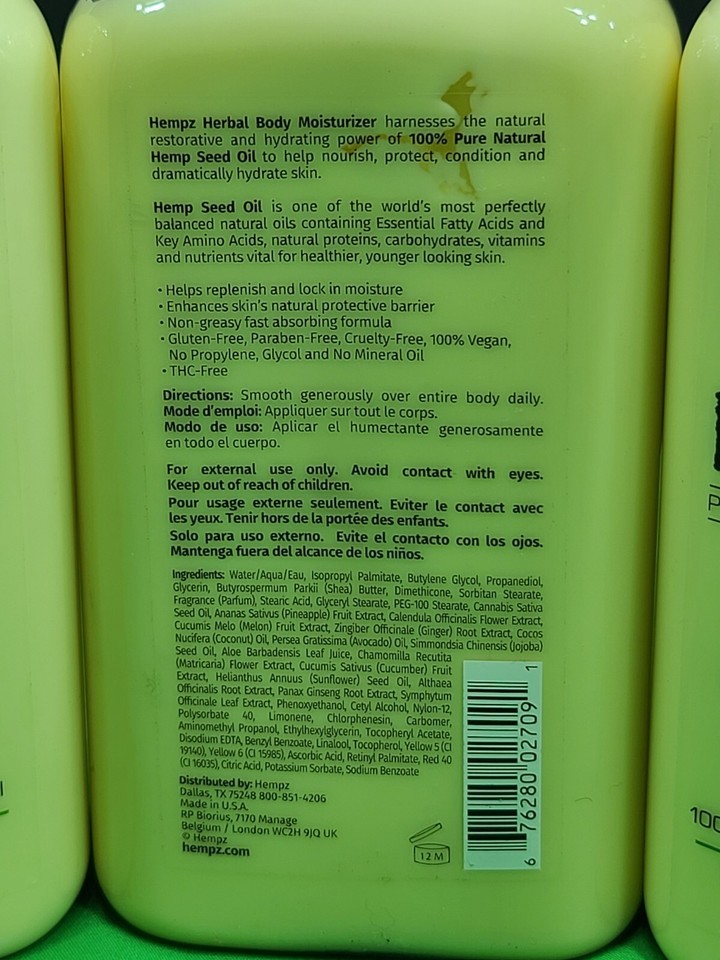 Hempz Herbal Body Moisturizer harnesses the natural
restorative and hydrating power of 100% Pure Natural
Hemp Seed Oil to help nourish, protect, condition and
dramatically hydrate skin.
Hemp Seed Oil is one of the world's most perfectly
balanced natural oils containing Essential Fatty Acids and
Key Amino Acids, natural proteins, carbohydrates, vitamins
and nutrients vital for healthier, younger looking skin.
• Helps replenish and lock in moisture
• Enhances skin's natural protective barrier
• Non-greasy fast absorbing formula
• Gluten-Free, Paraben-Free, Cruelty-Free, 100% Vegan,
No Propylene, Glycol and No Mineral Oil
• THC-Free
Directions: Smooth generously over entire body daily.
Mode d'emploi: Appliquer sur tout le corps.
Modo de uso: Aplicar el humectante generosamente
en todo el cuerpo.
For external use only. Avoid contact with eyes.
Keep out of reach of children.
Pour usage externe seulement. Eviter le contact avec
les yeux. Tenir hors de la portée des enfants.
Solo para uso externo. Evite el contacto con los ojos.
Mantenga fuera del alcance de los niños.
Ingredients: Water/Aqua/Eau, Isopropyl Palmitate, Butylene Glycol, Propanediol,
Glycerin, Butyrospermum Parkii (Shea) Butter, Dimethicone, Sorbitan Stearate,
Fragrance (Parfum), Stearic Acid, Glyceryl Stearate, PEG-100 Stearate, Cannabis Sativa
Seed Oil, Ananas Sativus (Pineapple) Fruit Extract, Calendula Officinalis Flower Extract,
Cucumis Melo (Melon) Fruit Extract, Zingiber Officinale (Ginger) Root Extract, Cocos
Nucifera (Coconut) Oil, Persea Gratissima (Avocado) Oil, Simmondsia Chinensis (Jojoba)
Seed Oil, Aloe Barbadensis Leaf Juice, Chamomilla Recutita
(Matricaria) Flower Extract, Cucumis Sativus (Cucumber) Fruit
Extract, Helianthus Annuus (Sunflower) Seed Oil, Althaea
Officinalis Root Extract, Panax Ginseng Root Extract, Symphytum
Officinale Leaf Extract, Phenoxyethanol, Cetyl Alcohol, Nylon-12,
Polysorbate 40, Limonene, Chlorphenesin, Carbomer,
Aminomethyl Propanol, Ethylhexylglycerin, Tocopheryl Acetate,
Disodium EDTA, Benzyl Benzoate, Linalool, Tocopherol, Yellow 5 (CI
19140), Yellow 6 (CI 15985), Ascorbic Acid, Retinyl Palmitate, Red 40
(CI 16035), Citric Acid, Potassium Sorbate, Sodium Benzoate
Distributed by: Hempz
Dallas, TX 75248 800-851-4206
Made in U.S.A.
RP Biorius, 7170 Manage
Belgium / London WC2H 9JQ UK
© Hempz
hempz.com
12 M
6 76280 02709 1
P
100